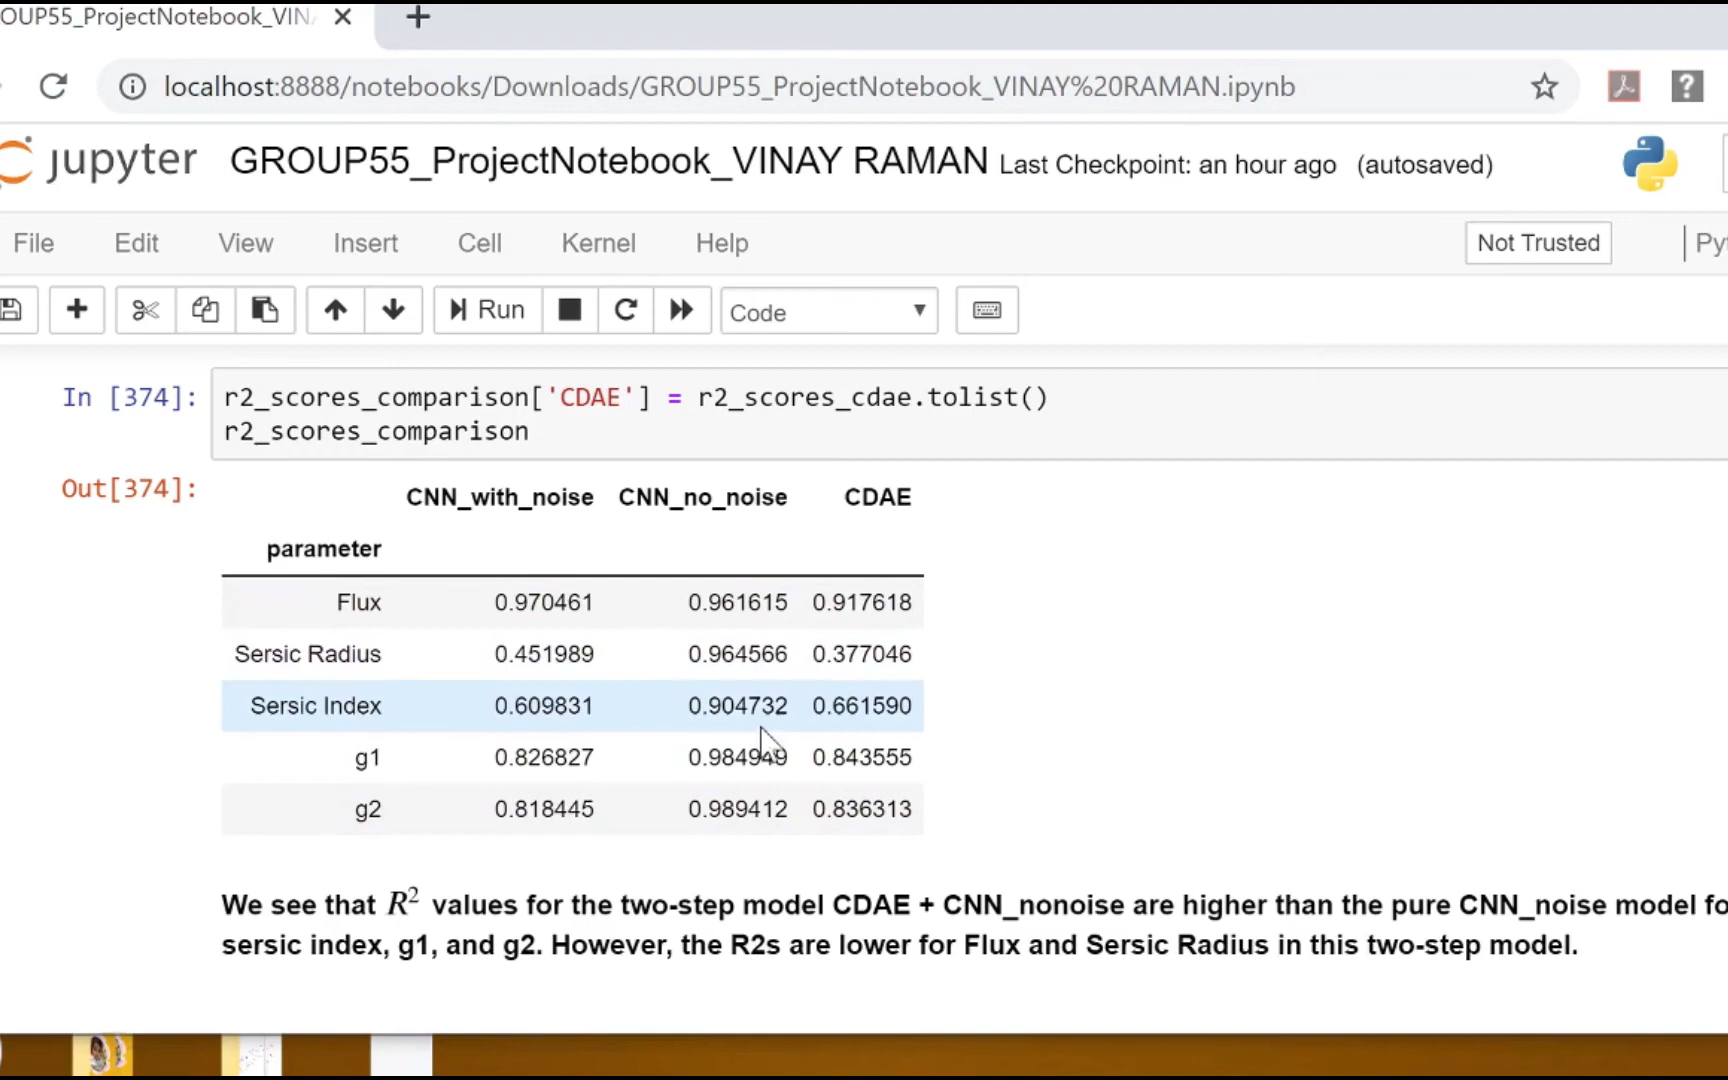 OUP55_ProjectNotebook_VIN
localhost:8888/notebooks/Downloads/GROUP55_ProjectNotebook_VINAY%20RAMAN.ipynb
jupyter GROUP55_ProjectNotebook_VINAY RAMAN Last Checkpoint: an hour ago (autosaved)
File Edit View Insert Cell Kernel Help Not Trusted
Run Code
In [374]: r2_scores_comparison['CDAE'] = r2_scores_cdae.tolist()
r2_scores_comparison
Out[374]:
CNN_with_noise CNN_no_noise CDAE
parameter
Flux 0.970461 0.961615 0.917618
Sersic Radius 0.451989 0.964566 0.377046
Sersic Index 0.609831 0.904732 0.661590
g1 0.826827 0.984949 0.843555
g2 0.818445 0.989412 0.836313
We see that R² values for the two-step model CDAE + CNN_nonoise are higher than the pure CNN_noise model fo
sersic index, g1, and g2. However, the R2s are lower for Flux and Sersic Radius in this two-step model.